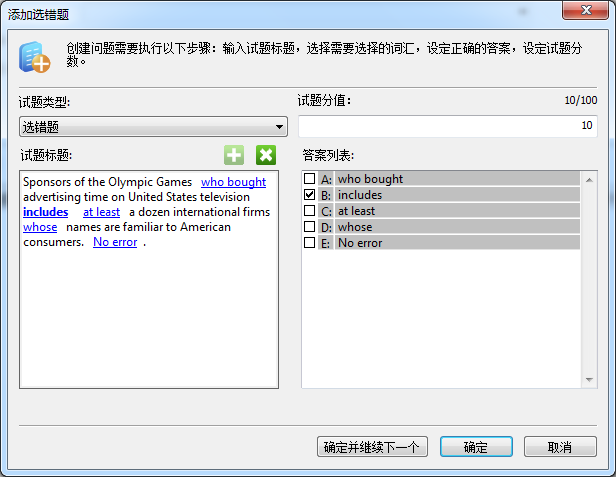 添加选错题
创建问题需要执行以下步骤：输入试题标题，选择需要选择的词汇，设定正确的答案，设定试题分
数。
试题类型:
试题分值:
10/100
选错题
10
试题标题:
答案列表:
Sponsors of the Olympic Games who bought
advertising time on United States television
includes at least a dozen international firms
whose names are familiar to American
consumers. No error .
A: who bought
B: includes
C: at least
D: whose
E: No error
确定并继续下一个
确定
取消